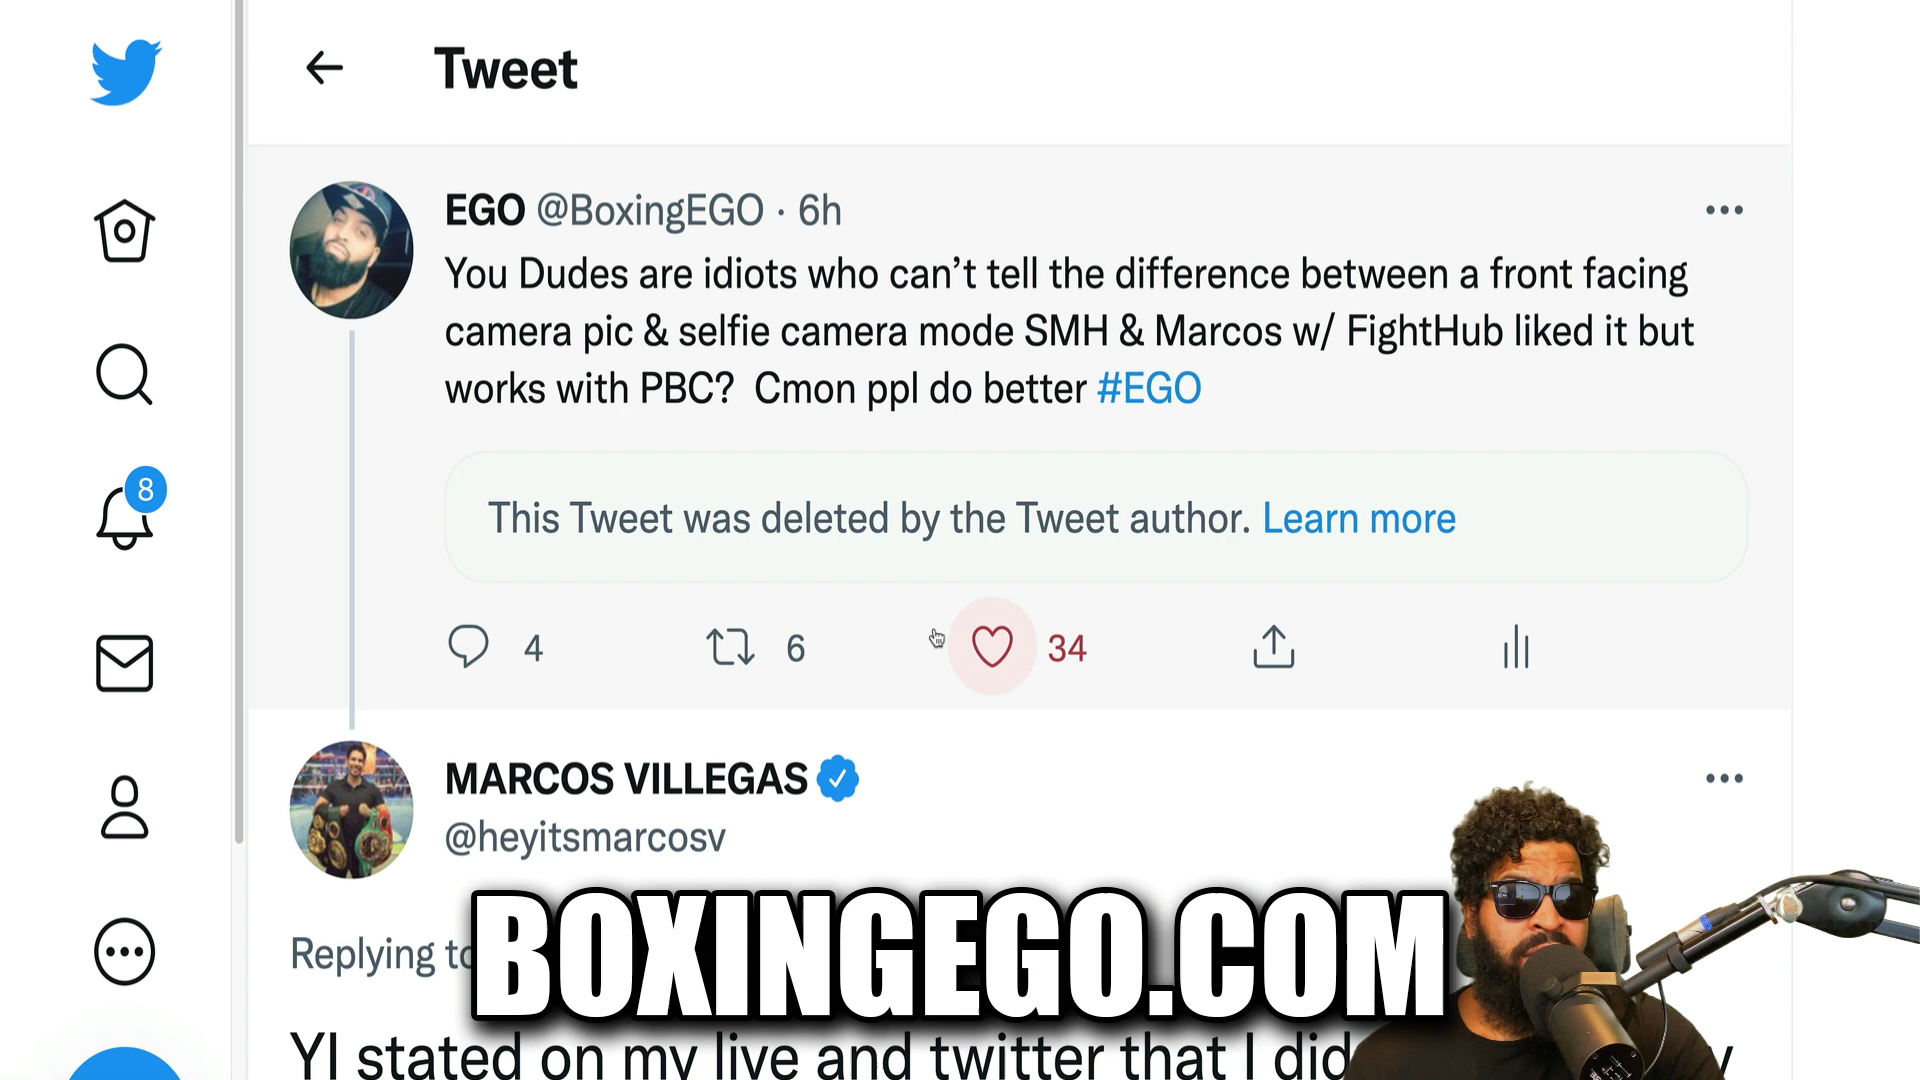 Tweet
EGO @BoxingEGO · 6h
You Dudes are idiots who can’t tell the difference between a front facing
camera pic & selfie camera mode SMH & Marcos w/ FightHub liked it but
works with PBC?  Cmon ppl do better #EGO
8
This Tweet was deleted by the Tweet author. Learn more
4 6 34
MARCOS VILLEGAS
@heyitsmarcosv
Replying to
BOXINGEGO.COM
YI stated on my live and twitter that I did